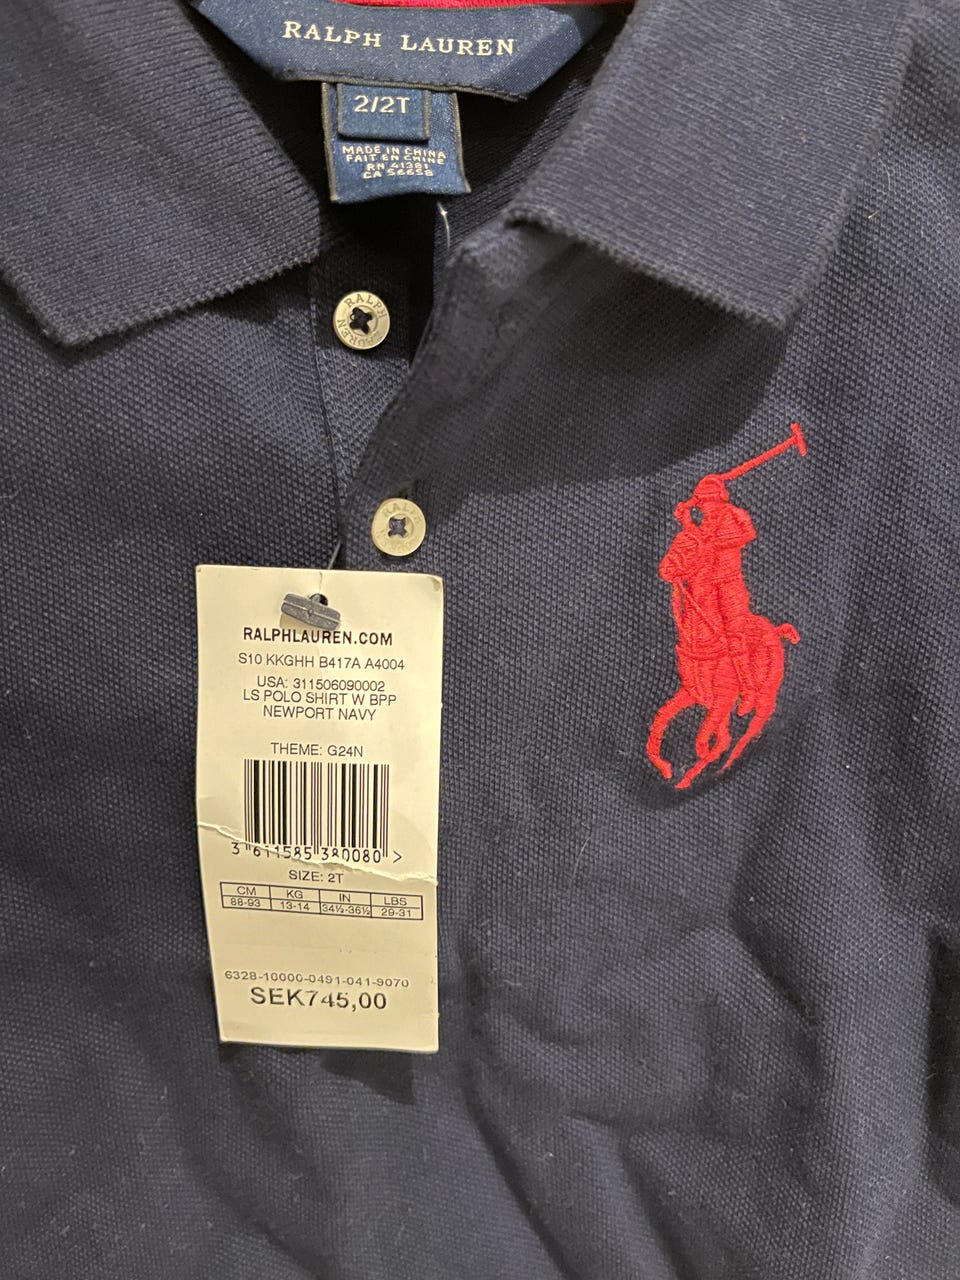 RALPH LAUREN
2/2T
MADE IN CHINA
FAIT EN CHINE
RN 41381
CA 56658
RALPH LAUREN
RALPH
RALPHLAUREN.COM
S10 KKGHH B417A A4004
USA: 311506090002
LS POLO SHIRT W BPP
NEWPORT NAVY
THEME: G24N
3 611585 380080 >
SIZE: 2T
CM KG IN LBS
88-93 13-14 34½-36½ 29-31
6328-10000-0491-041-9070
SEK745,00